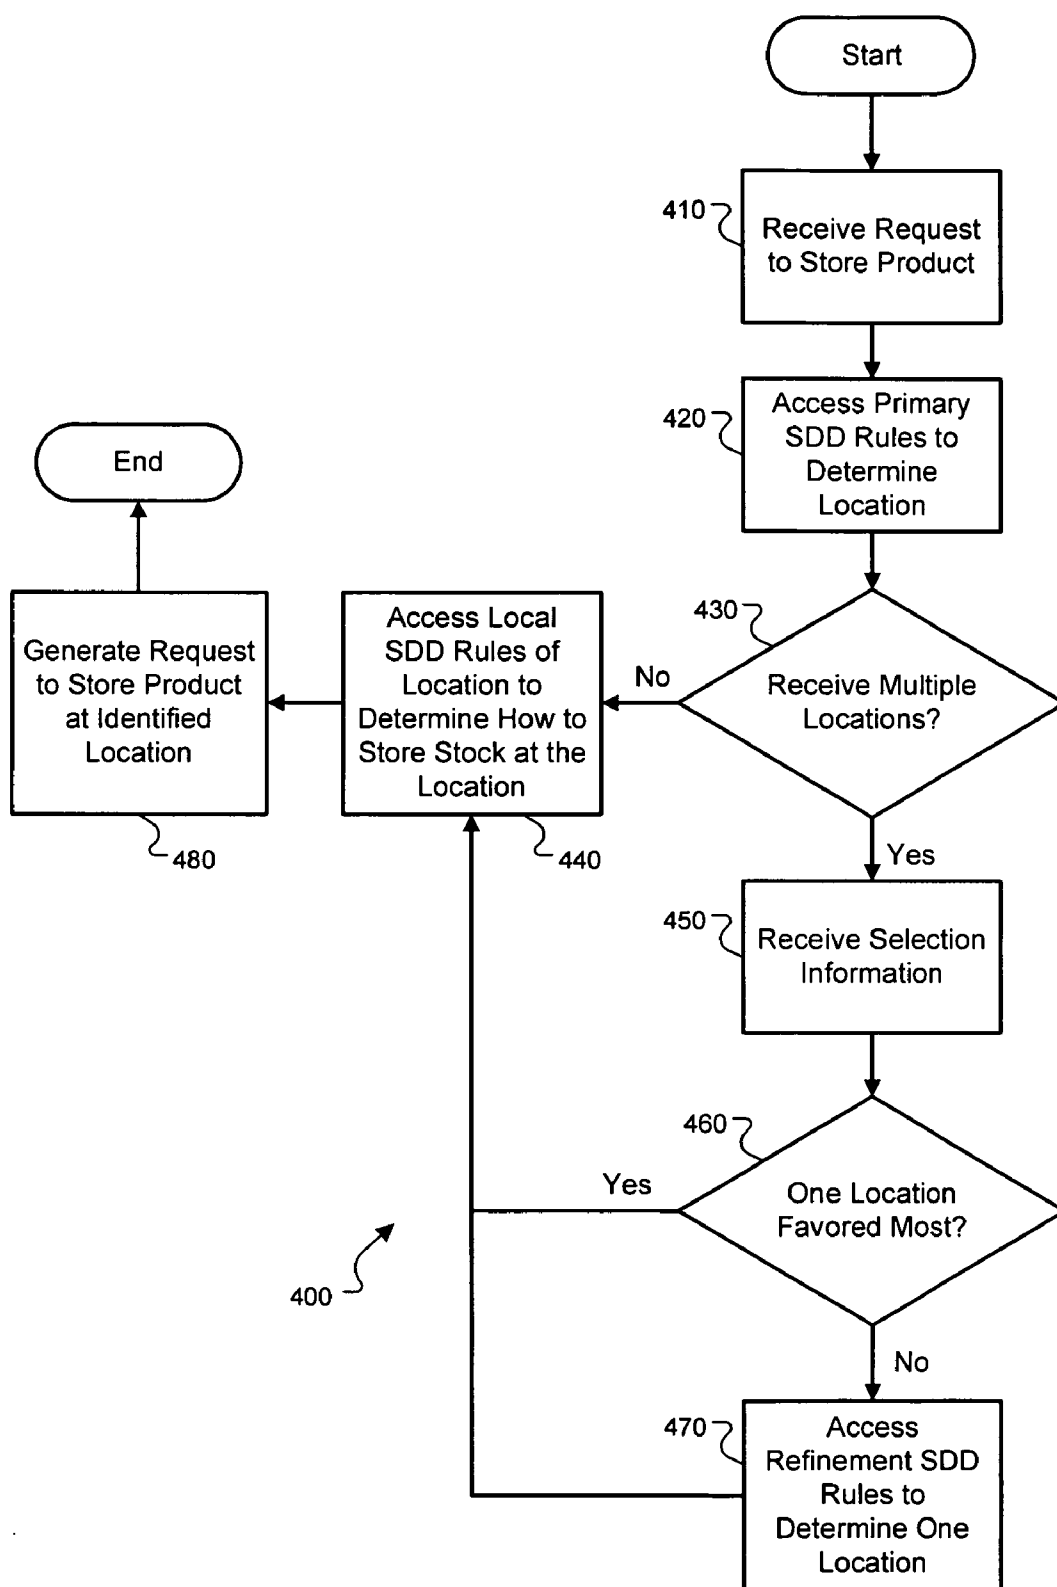 Start
410
Receive Request
to Store Product
420
Access Primary
SDD Rules to
Determine
Location
430
Receive Multiple
Locations?
No
Yes
Access Local
SDD Rules of
Location to
Determine How to
Store Stock at the
Location
440
Generate Request
to Store Product
at Identified
Location
480
End
450
Receive Selection
Information
460
One Location
Favored Most?
Yes
No
470
Access
Refinement SDD
Rules to
Determine One
Location
400